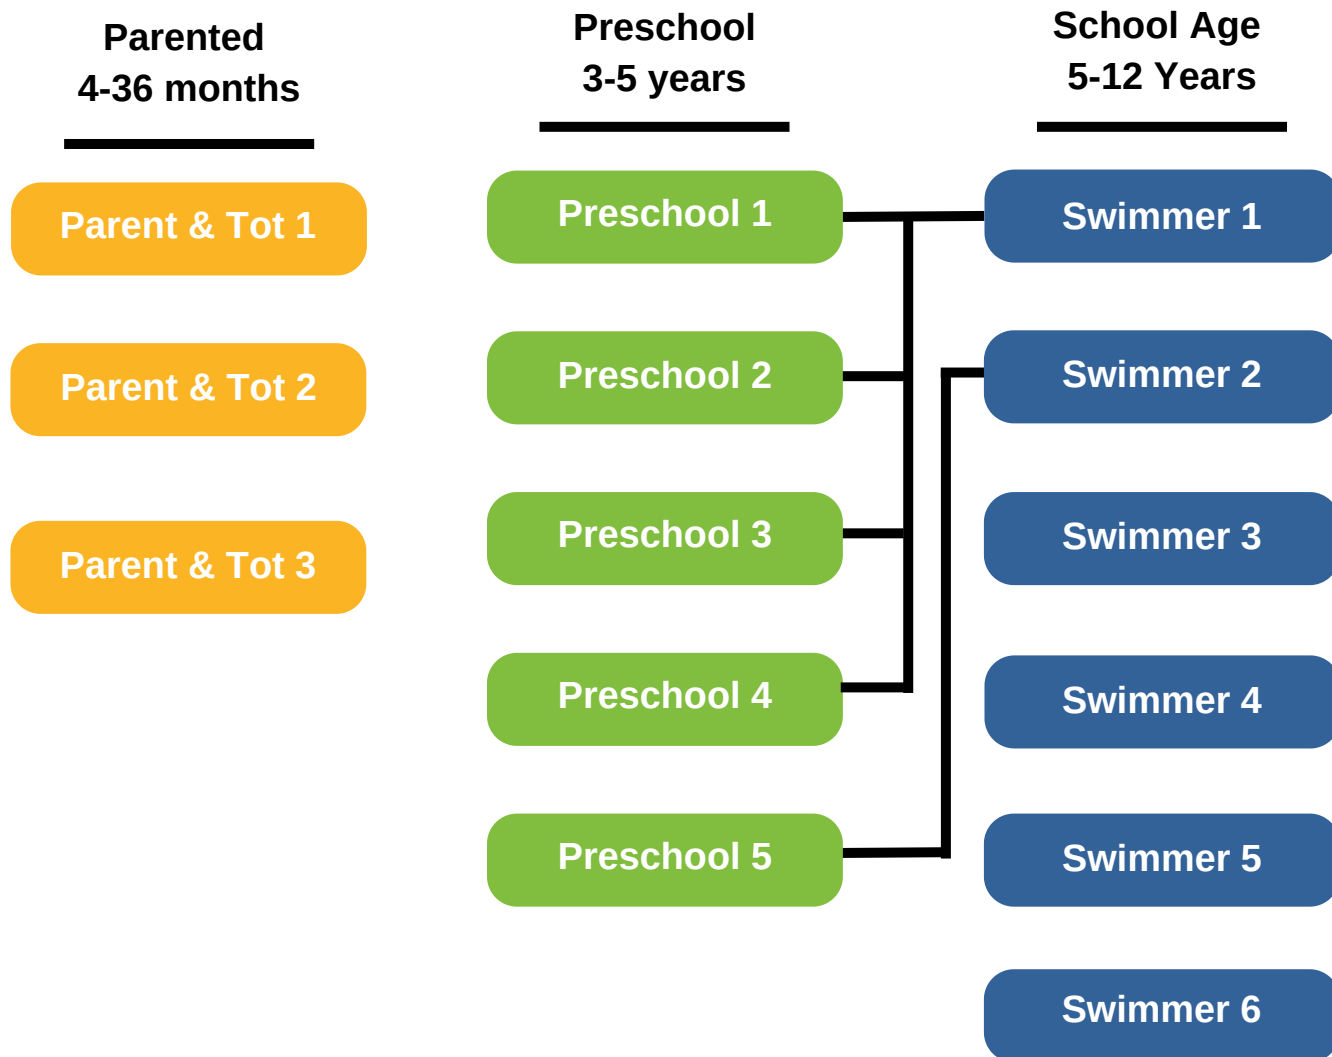 Parented
4-36 months
Parent & Tot 1
Parent & Tot 2
Parent & Tot 3
Preschool
3-5 years
Preschool 1
Preschool 2
Preschool 3
Preschool 4
Preschool 5
School Age
5-12 Years
Swimmer 1
Swimmer 2
Swimmer 3
Swimmer 4
Swimmer 5
Swimmer 6